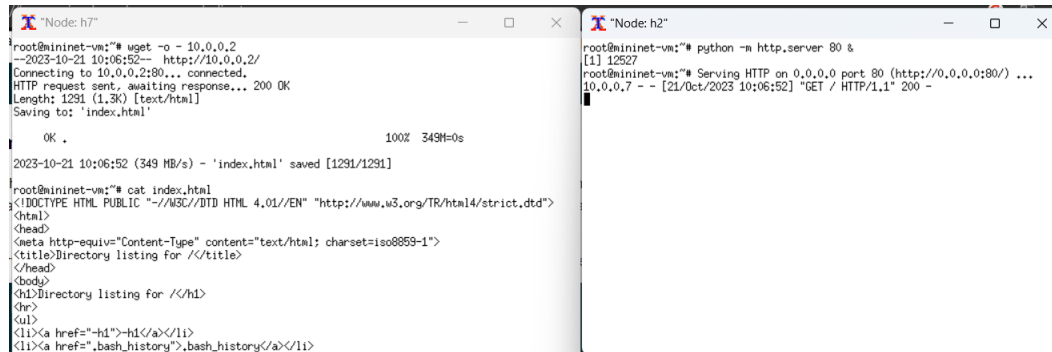 "Node: h7"
root@mininet-vm:~# wget -o - 10.0.0.2
--2023-10-21 10:06:52--  http://10.0.0.2/
Connecting to 10.0.0.2:80... connected.
HTTP request sent, awaiting response... 200 OK
Length: 1291 (1.3K) [text/html]
Saving to: 'index.html'
0K . 100% 349M=0s
2023-10-21 10:06:52 (349 MB/s) - 'index.html' saved [1291/1291]
root@mininet-vm:~# cat index.html
<!DOCTYPE HTML PUBLIC "-//W3C//DTD HTML 4.01//EN" "http://www.w3.org/TR/html4/strict.dtd">
<html>
<head>
<meta http-equiv="Content-Type" content="text/html; charset=iso8859-1">
<title>Directory listing for /</title>
</head>
<body>
<h1>Directory listing for /</h1>
<hr>
<ul>
<li><a href="-h1">-h1</a></li>
<li><a href=".bash_history">.bash_history</a></li>
"Node: h2"
root@mininet-vm:~# python -m http.server 80 &
[1] 12527
root@mininet-vm:~# Serving HTTP on 0.0.0.0 port 80 (http://0.0.0.0:80/) ...
10.0.0.7 - - [21/Oct/2023 10:06:52] "GET / HTTP/1.1" 200 -